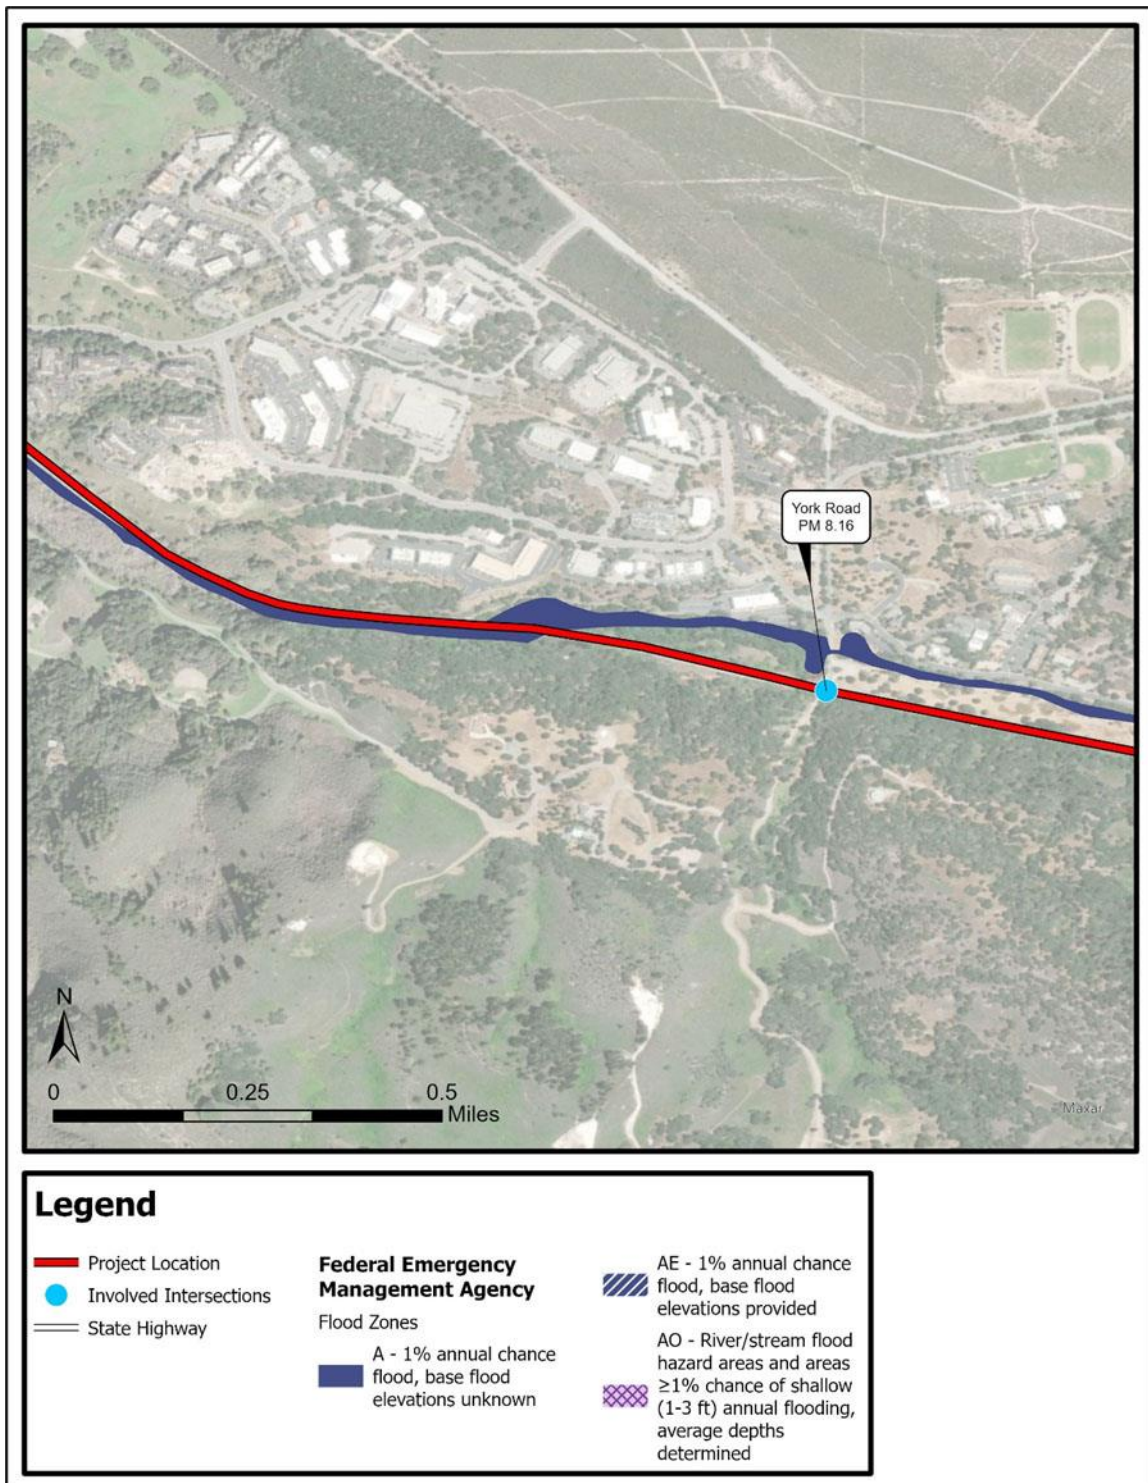 York Road
PM 8.16
N
0
0.25
0.5
Miles
Maxar
Legend
Project Location
Involved Intersections
State Highway
Federal Emergency
Management Agency
Flood Zones
A - 1% annual chance
flood, base flood
elevations unknown
AE - 1% annual chance
flood, base flood
elevations provided
AO - River/stream flood
hazard areas and areas
≥1% chance of shallow
(1-3 ft) annual flooding,
average depths
determined